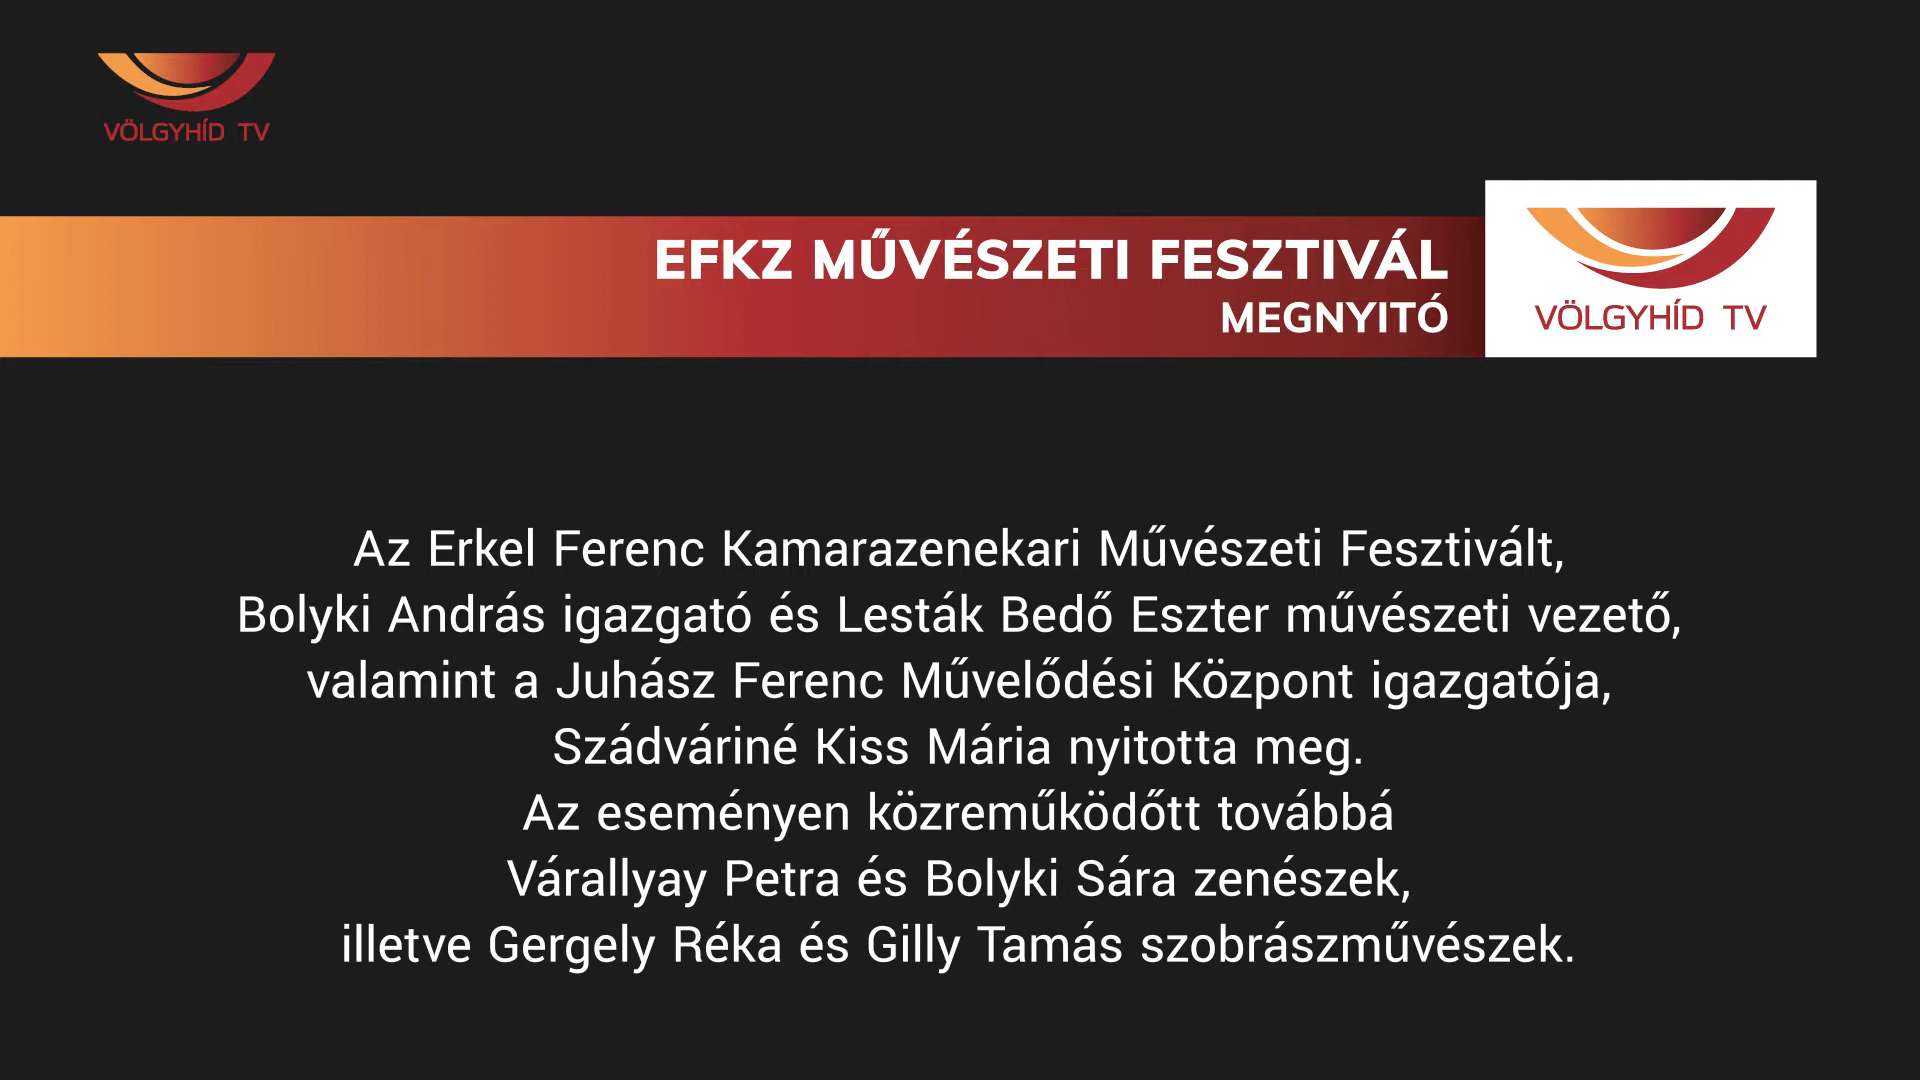 VÖLGYHÍD TV
EFKZ MŰVÉSZETI FESZTIVÁL
MEGNYITÓ
VÖLGYHÍD TV
Az Erkel Ferenc Kamarazenekari Művészeti Fesztivált,
Bolyki András igazgató és Lesták Bedő Eszter művészeti vezető,
valamint a Juhász Ferenc Művelődési Központ igazgatója,
Szádváriné Kiss Mária nyitotta meg.
Az eseményen közreműködőtt továbbá
Várallyay Petra és Bolyki Sára zenészek,
illetve Gergely Réka és Gilly Tamás szobrászművészek.